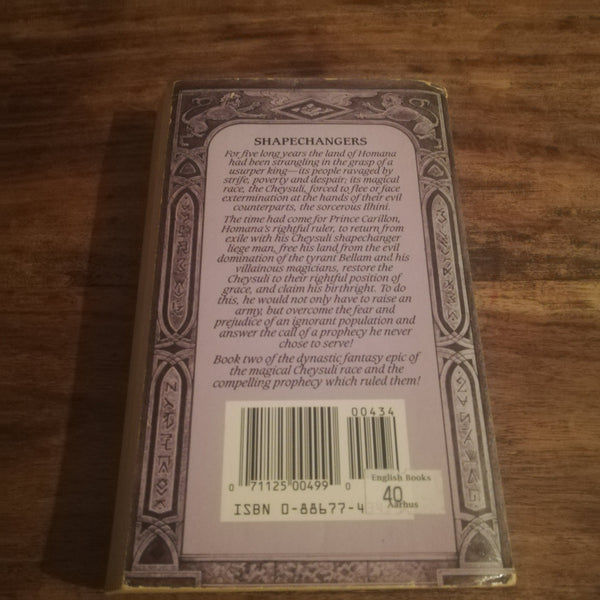 SHAPECHANGERS
For five long years the land of Homana
had been strangling in the grasp of a
usurper king—its people ravaged by
strife, poverty and despair; its magical
race, the Cheysuli, forced to flee or face
extermination at the hands of their evil
counterparts, the sorcerous Ilhini.
The time had come for Prince Carillon,
Homana's rightful ruler, to return from
exile with his Cheysuli shapechanger
liege man, free his land from the evil
domination of the tyrant Bellam and his
villainous magicians, restore the
Cheysuli to their rightful position of
grace, and claim his birthright. To do
this, he would not only have to raise an
army, but overcome the fear and
prejudice of an ignorant population and
answer the call of a prophecy he never
chose to serve!
Book two of the dynastic fantasy epic of
the magical Cheysuli race and the
compelling prophecy which ruled them!
00434
0 71125 00499 0
English Books
40
Aarhus
ISBN 0-88677-4